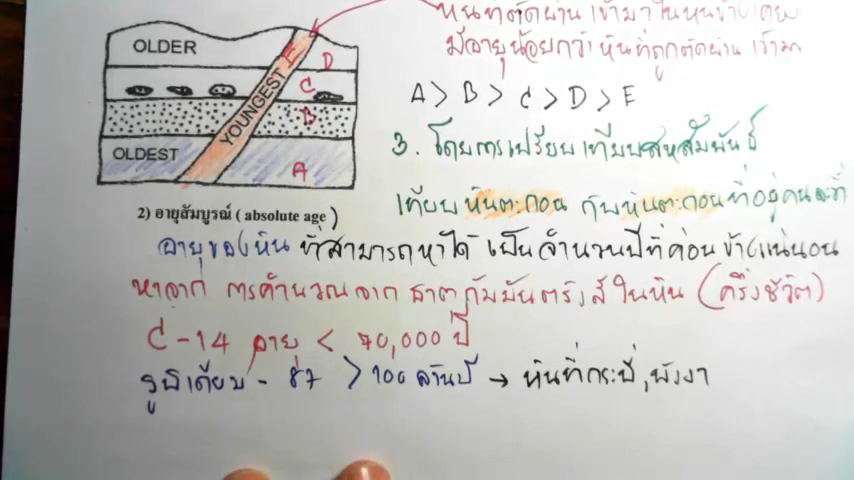 หินที่ตัดผ่านเข้ามาในหินข้างเคียง
มีอายุน้อยกว่าหินที่ถูกตัดผ่านเข้ามา
OLDER
E
D
C
YOUNGEST
B
OLDEST
A
A > B > C > D > E
3. โดยการเปรียบเทียบสหสัมพันธ์
เทียบหินตะกอน กับหินตะกอนที่อยู่คนละที่
2) อายุสัมบูรณ์ ( absolute age )
อายุของหิน ที่สามารถหาได้ เป็นจำนวนปีที่ค่อนข้างแน่นอน
หาจาก การคำนวณจาก ธาตุกัมมันตรังสีในหิน (ครึ่งชีวิต)
C - 14 อายุ < 70,000 ปี
รูบิเดียม - 87 > 100 ล้านปี → หินที่กระบี่, พังงา